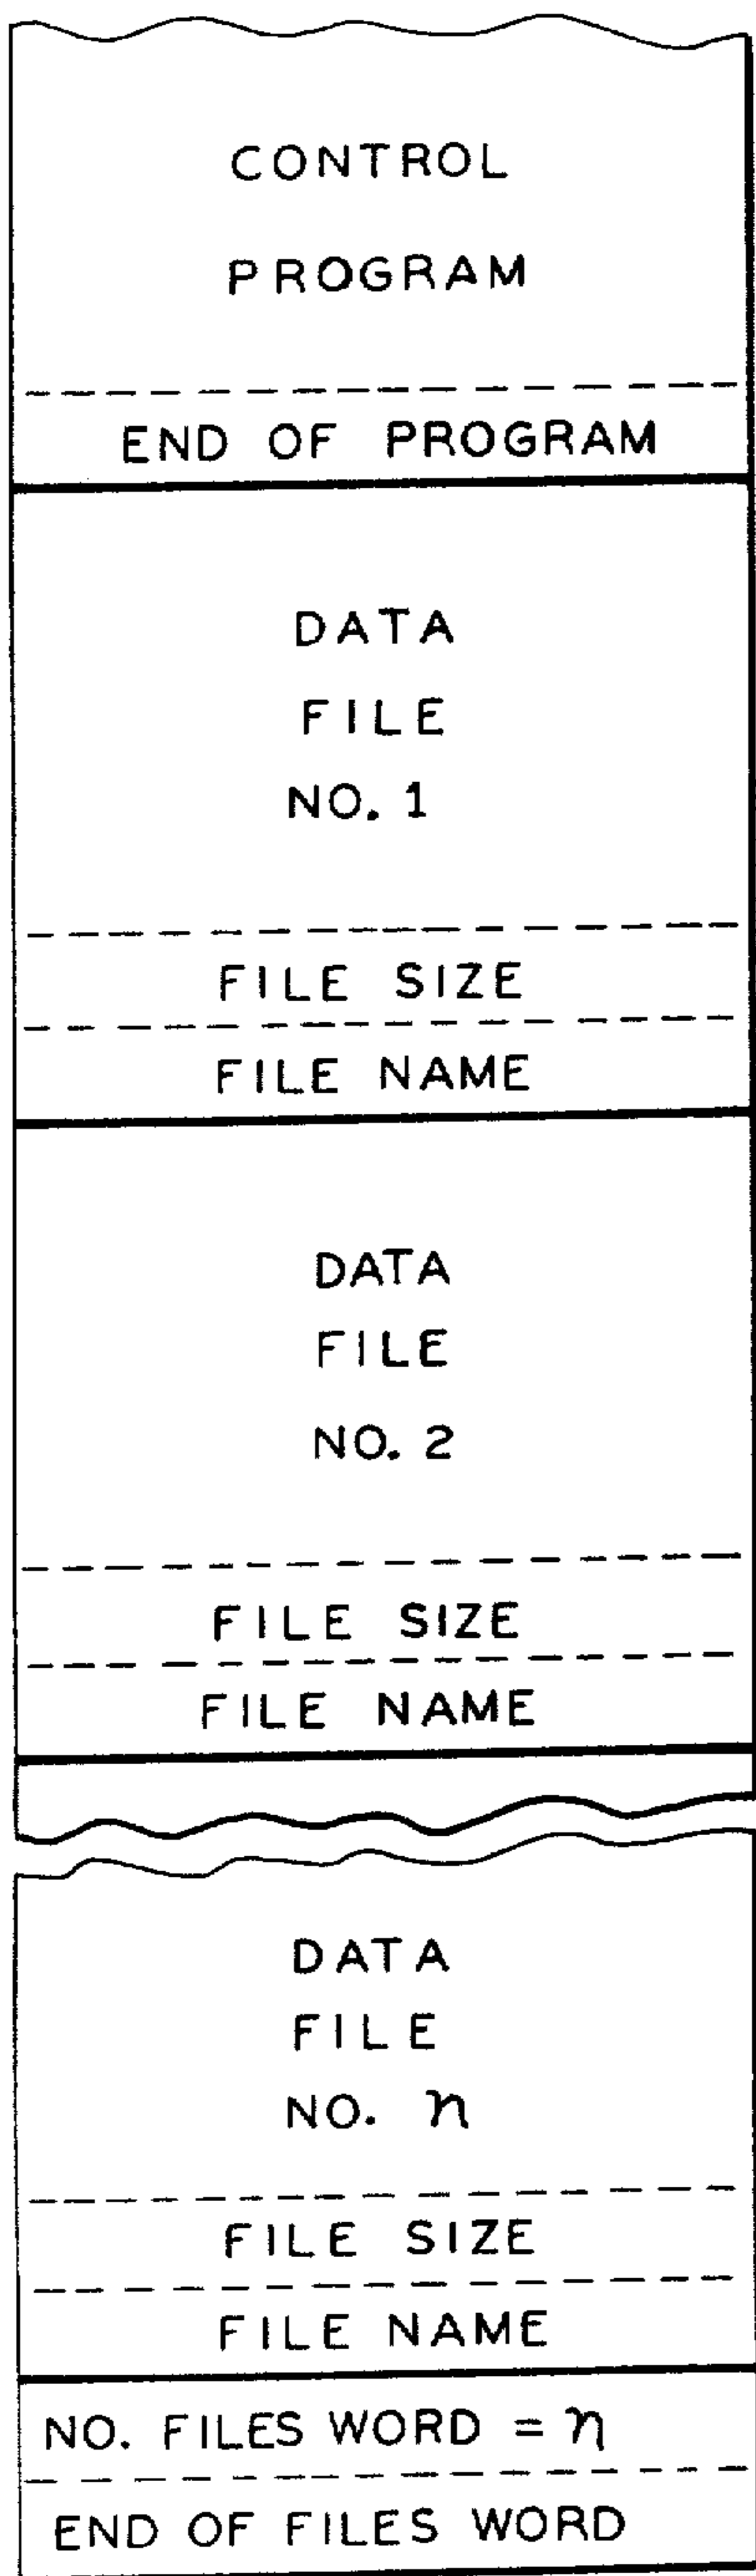 CONTROL
PROGRAM
END OF PROGRAM
DATA
FILE
NO. 1
FILE SIZE
FILE NAME
DATA
FILE
NO. 2
FILE SIZE
FILE NAME
DATA
FILE
NO. n
FILE SIZE
FILE NAME
NO. FILES WORD = n
END OF FILES WORD